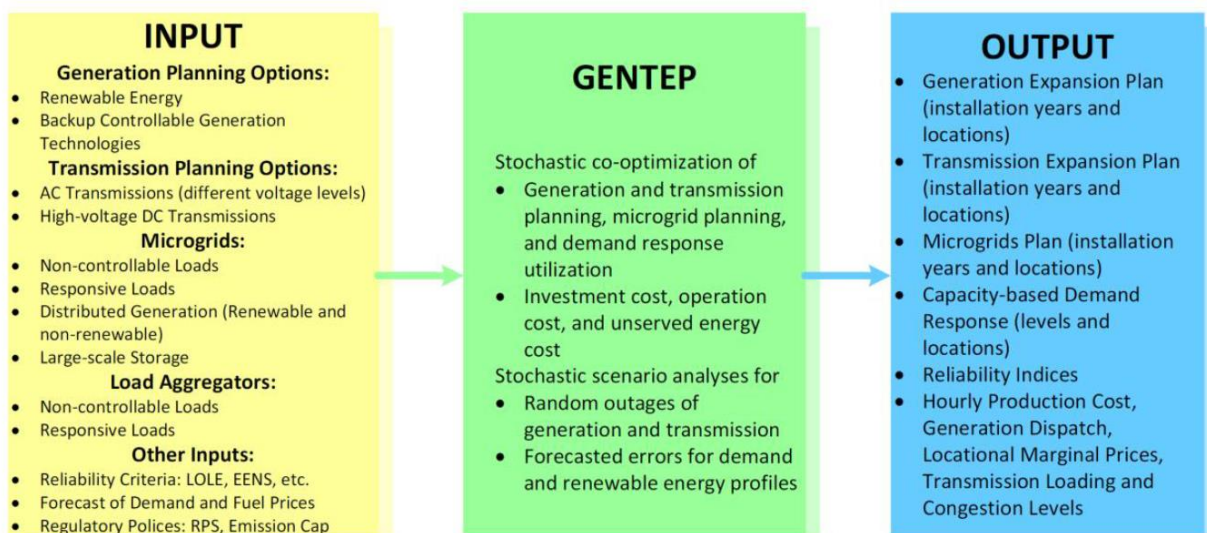 INPUT
Generation Planning Options:
• Renewable Energy
• Backup Controllable Generation
Technologies
Transmission Planning Options:
• AC Transmissions (different voltage levels)
• High-voltage DC Transmissions
Microgrids:
• Non-controllable Loads
• Responsive Loads
• Distributed Generation (Renewable and
non-renewable)
• Large-scale Storage
Load Aggregators:
• Non-controllable Loads
• Responsive Loads
Other Inputs:
• Reliability Criteria: LOLE, EENS, etc.
• Forecast of Demand and Fuel Prices
• Regulatory Polices: RPS, Emission Cap
GENTEP
Stochastic co-optimization of
• Generation and transmission
planning, microgrid planning,
and demand response
utilization
• Investment cost, operation
cost, and unserved energy
cost
Stochastic scenario analyses for
• Random outages of
generation and transmission
• Forecasted errors for demand
and renewable energy profiles
OUTPUT
• Generation Expansion Plan
(installation years and
locations)
• Transmission Expansion Plan
(installation years and
locations)
• Microgrids Plan (installation
years and locations)
• Capacity-based Demand
Response (levels and
locations)
• Reliability Indices
• Hourly Production Cost,
Generation Dispatch,
Locational Marginal Prices,
Transmission Loading and
Congestion Levels